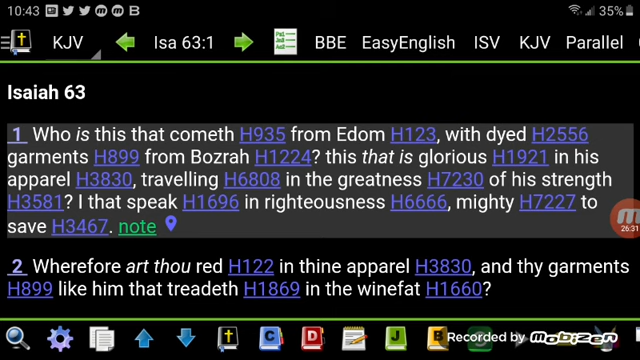 10:43 B 35%
KJV Isa 63:1 BBE EasyEnglish ISV KJV Parallel
Isaiah 63
1 Who is this that cometh H935 from Edom H123, with dyed H2556
garments H899 from Bozrah H1224? this that is glorious H1921 in his
apparel H3830, travelling H6808 in the greatness H7230 of his strength
H3581? I that speak H1696 in righteousness H6666, mighty H7227 to
save H3467. note
26:31
2 Wherefore art thou red H122 in thine apparel H3830, and thy garments
H899 like him that treadeth H1869 in the winefat H1660?
C D J B Recorded by Mobizen